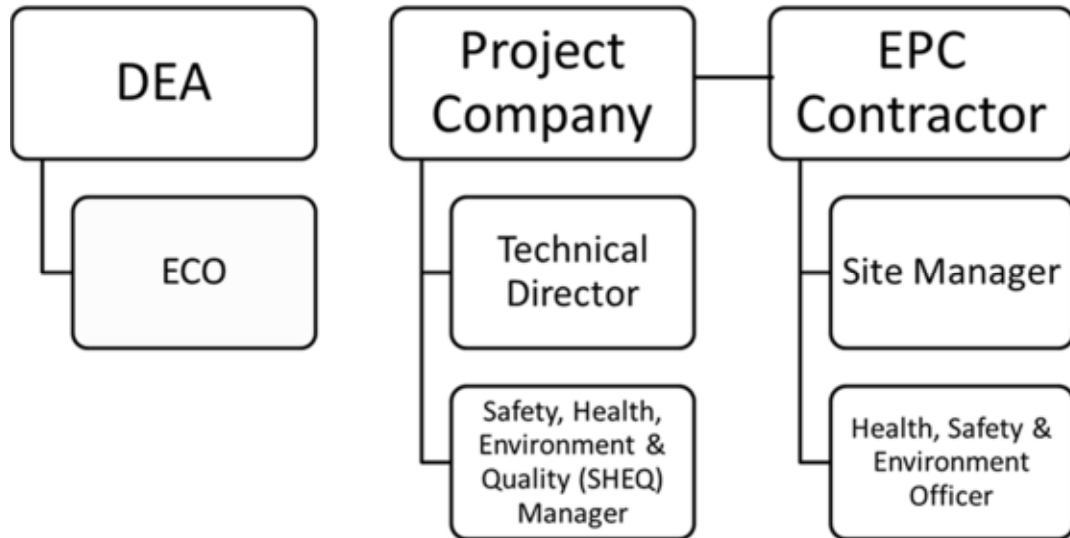 DEA
ECO
Project
Company
Technical
Director
Safety, Health,
Environment &
Quality (SHEQ)
Manager
EPC
Contractor
Site Manager
Health, Safety &
Environment
Officer